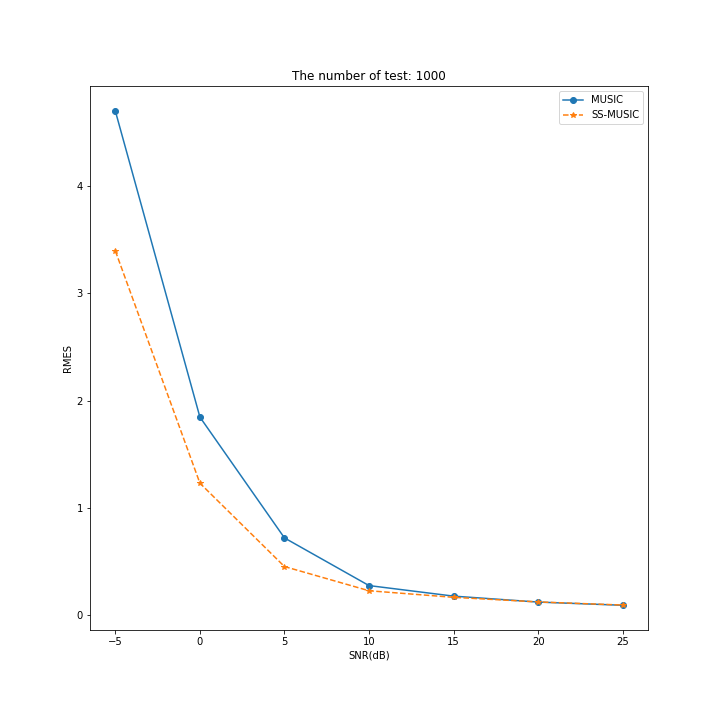 The number of test: 1000
MUSIC
SS-MUSIC
4
3
2
1
0
RMES
−5 0 5 10 15 20 25
SNR(dB)